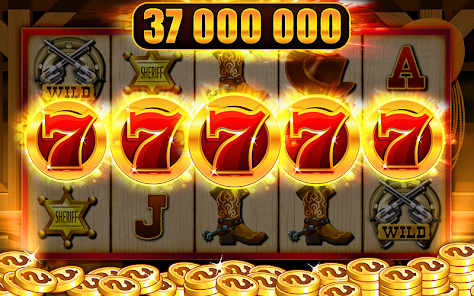 37 000 000
WILD
SHERIFF
A
7 7 7 7 7
SHERIFF
J
WILD